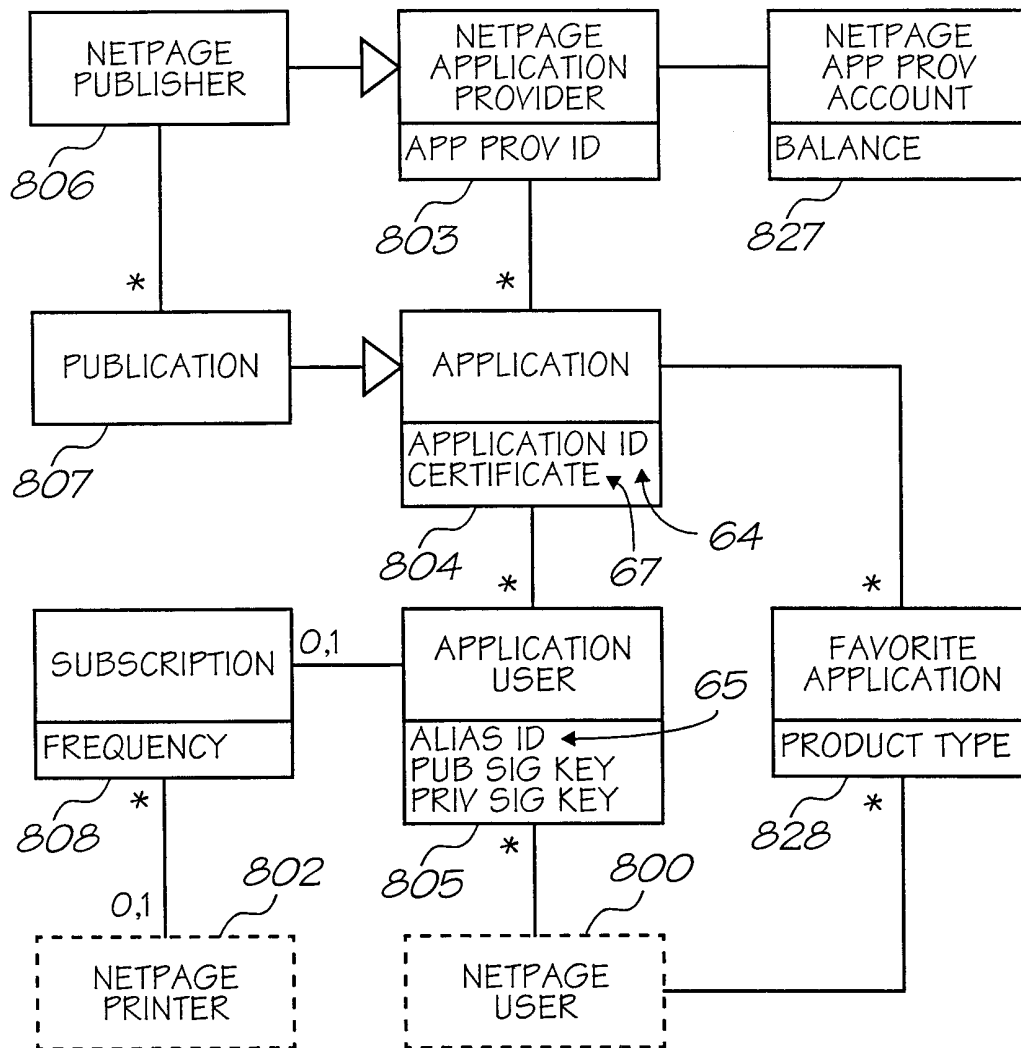 NETPAGE
PUBLISHER
NETPAGE
APPLICATION
PROVIDER
APP PROV ID
NETPAGE
APP PROV
ACCOUNT
BALANCE
806
803
827
*
*
PUBLICATION
APPLICATION
APPLICATION ID
CERTIFICATE
807
804
67
64
*
*
SUBSCRIPTION
FREQUENCY
0,1
APPLICATION
USER
65
ALIAS ID
PUB SIG KEY
PRIV SIG KEY
FAVORITE
APPLICATION
PRODUCT TYPE
808
*
805
*
828
*
802
800
0,1
NETPAGE
PRINTER
NETPAGE
USER